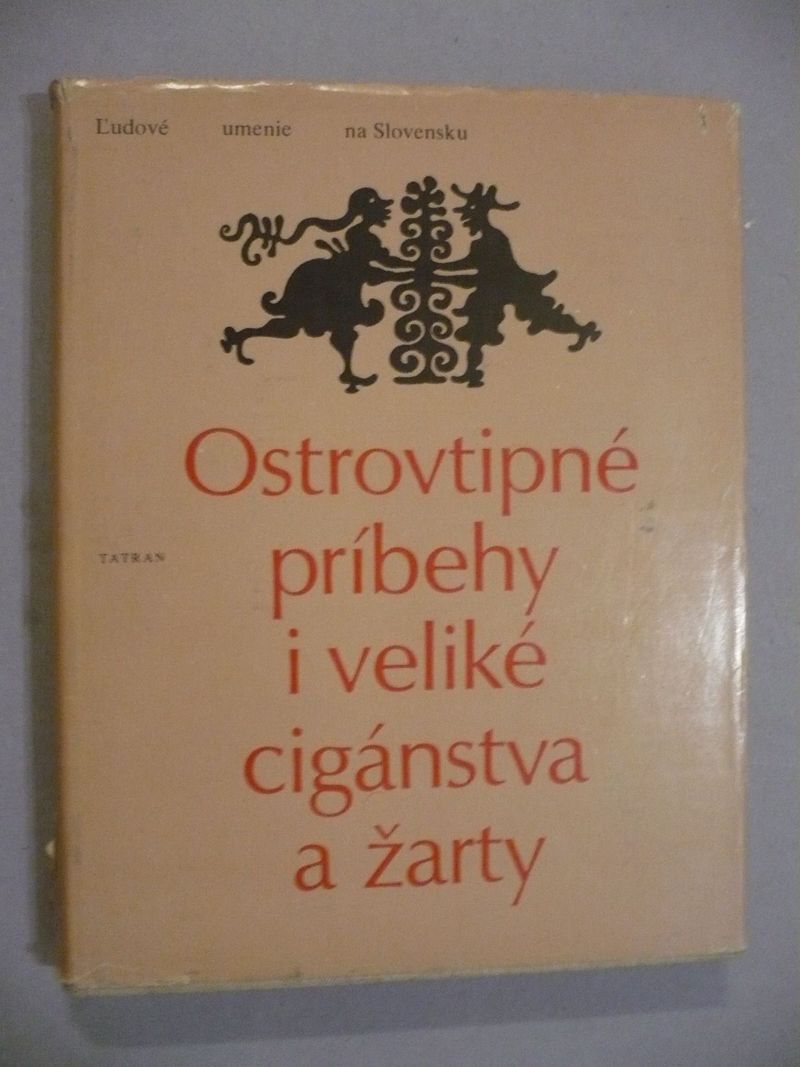 Ľudové umenie na Slovensku
Ostrovtipné
príbehy
i veliké
cigánstva
a žarty
TATRAN